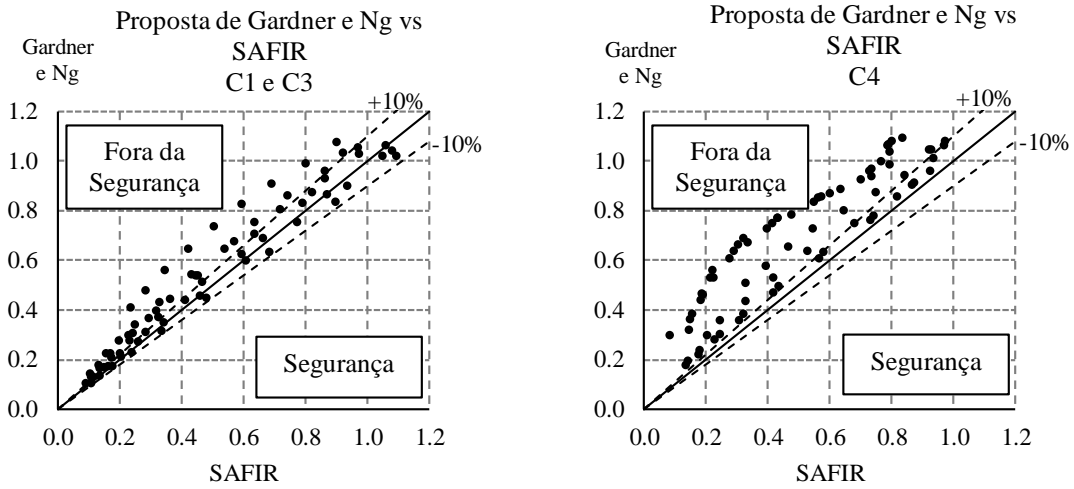 Proposta de Gardner e Ng vs
SAFIR
C1 e C3
Gardner
e Ng
+10%
-10%
1.2
1.0
0.8
0.6
0.4
0.2
0.0
Fora da
Segurança
Segurança
0.0 0.2 0.4 0.6 0.8 1.0 1.2
SAFIR
Proposta de Gardner e Ng vs
SAFIR
C4
Gardner
e Ng
+10%
-10%
1.2
1.0
0.8
0.6
0.4
0.2
0.0
Fora da
Segurança
Segurança
0.0 0.2 0.4 0.6 0.8 1.0 1.2
SAFIR